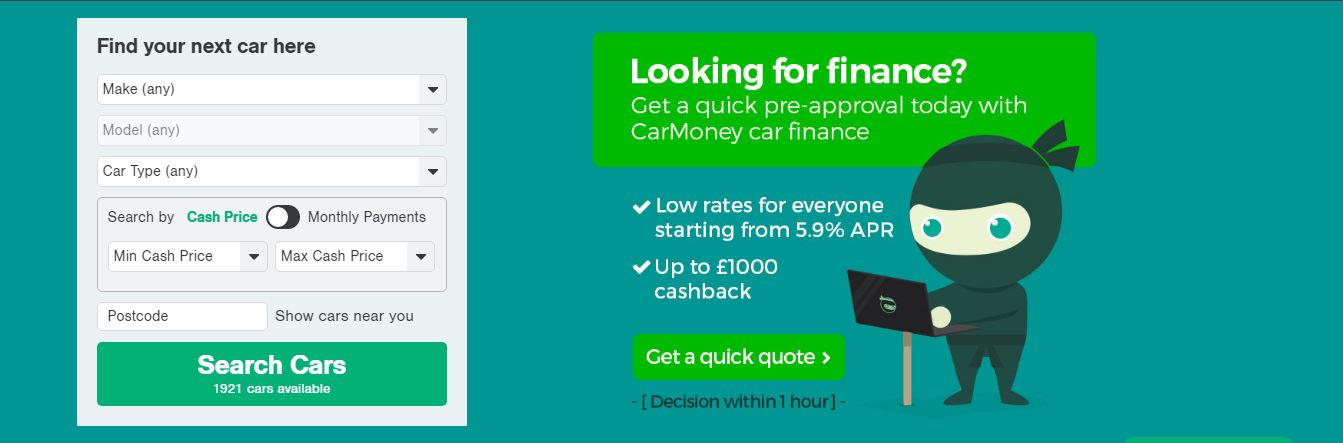 Find your next car here
Make (any)
Model (any)
Car Type (any)
Search by Cash Price Monthly Payments
Min Cash Price Max Cash Price
Postcode Show cars near you
Search Cars
1921 cars available
Looking for finance?
Get a quick pre-approval today with
CarMoney car finance
Low rates for everyone
starting from 5.9% APR
Up to £1000
cashback
Get a quick quote >
- [ Decision within 1 hour ] -